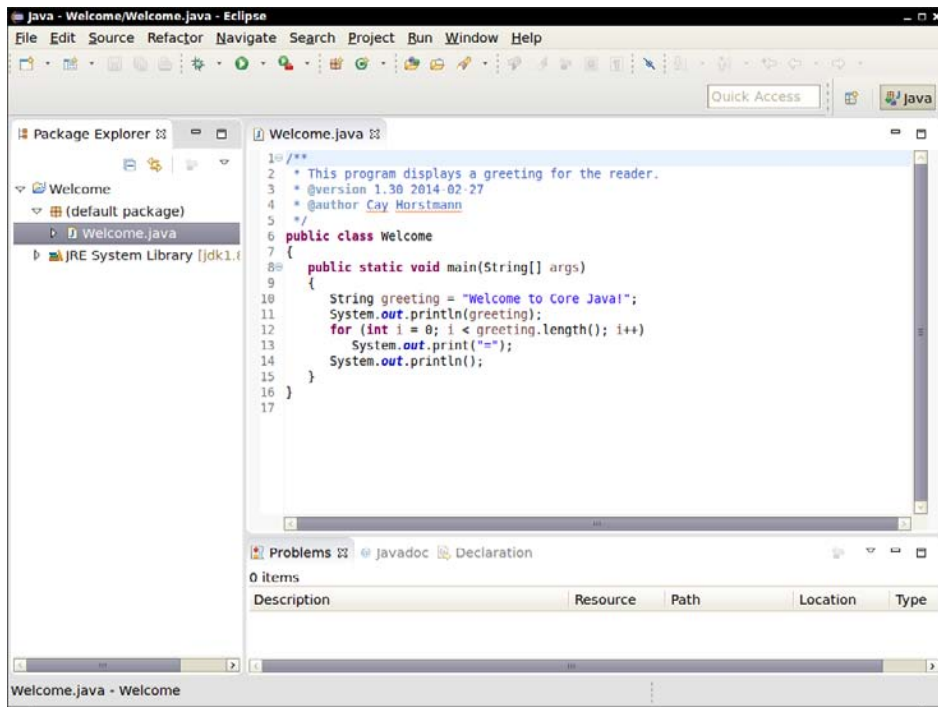 Java - Welcome/Welcome.java - Eclipse
File Edit Source Refactor Navigate Search Project Run Window Help
Quick Access
Java
Package Explorer
Welcome
(default package)
Welcome.java
JRE System Library [jdk1.8
Welcome.java
1 /**
2  * This program displays a greeting for the reader.
3  * @version 1.30 2014-02-27
4  * @author Cay Horstmann
5  */
6 public class Welcome
7 {
8    public static void main(String[] args)
9    {
10       String greeting = "Welcome to Core Java!";
11       System.out.println(greeting);
12       for (int i = 0; i < greeting.length(); i++)
13          System.out.print("=");
14       System.out.println();
15    }
16 }
17
Problems Javadoc Declaration
0 items
Description Resource Path Location Type
Welcome.java - Welcome